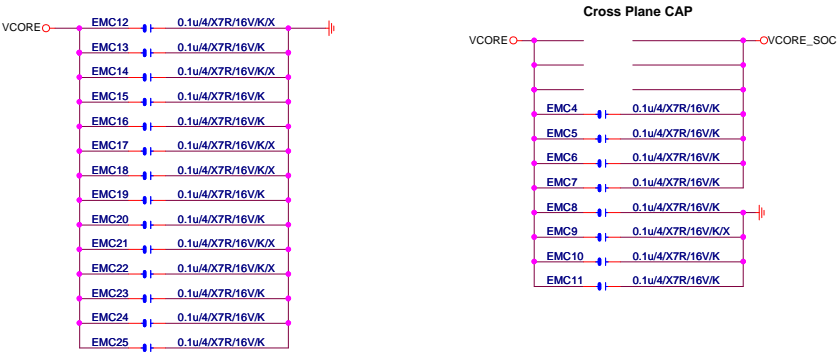 VCORE
EMC12 0.1u/4/X7R/16V/K/X
EMC13 0.1u/4/X7R/16V/K
EMC14 0.1u/4/X7R/16V/K/X
EMC15 0.1u/4/X7R/16V/K
EMC16 0.1u/4/X7R/16V/K
EMC17 0.1u/4/X7R/16V/K/X
EMC18 0.1u/4/X7R/16V/K/X
EMC19 0.1u/4/X7R/16V/K
EMC20 0.1u/4/X7R/16V/K
EMC21 0.1u/4/X7R/16V/K/X
EMC22 0.1u/4/X7R/16V/K/X
EMC23 0.1u/4/X7R/16V/K
EMC24 0.1u/4/X7R/16V/K
EMC25 0.1u/4/X7R/16V/K
Cross Plane CAP
VCORE VCORE_SOC
EMC4 0.1u/4/X7R/16V/K
EMC5 0.1u/4/X7R/16V/K
EMC6 0.1u/4/X7R/16V/K
EMC7 0.1u/4/X7R/16V/K
EMC8 0.1u/4/X7R/16V/K
EMC9 0.1u/4/X7R/16V/K/X
EMC10 0.1u/4/X7R/16V/K
EMC11 0.1u/4/X7R/16V/K